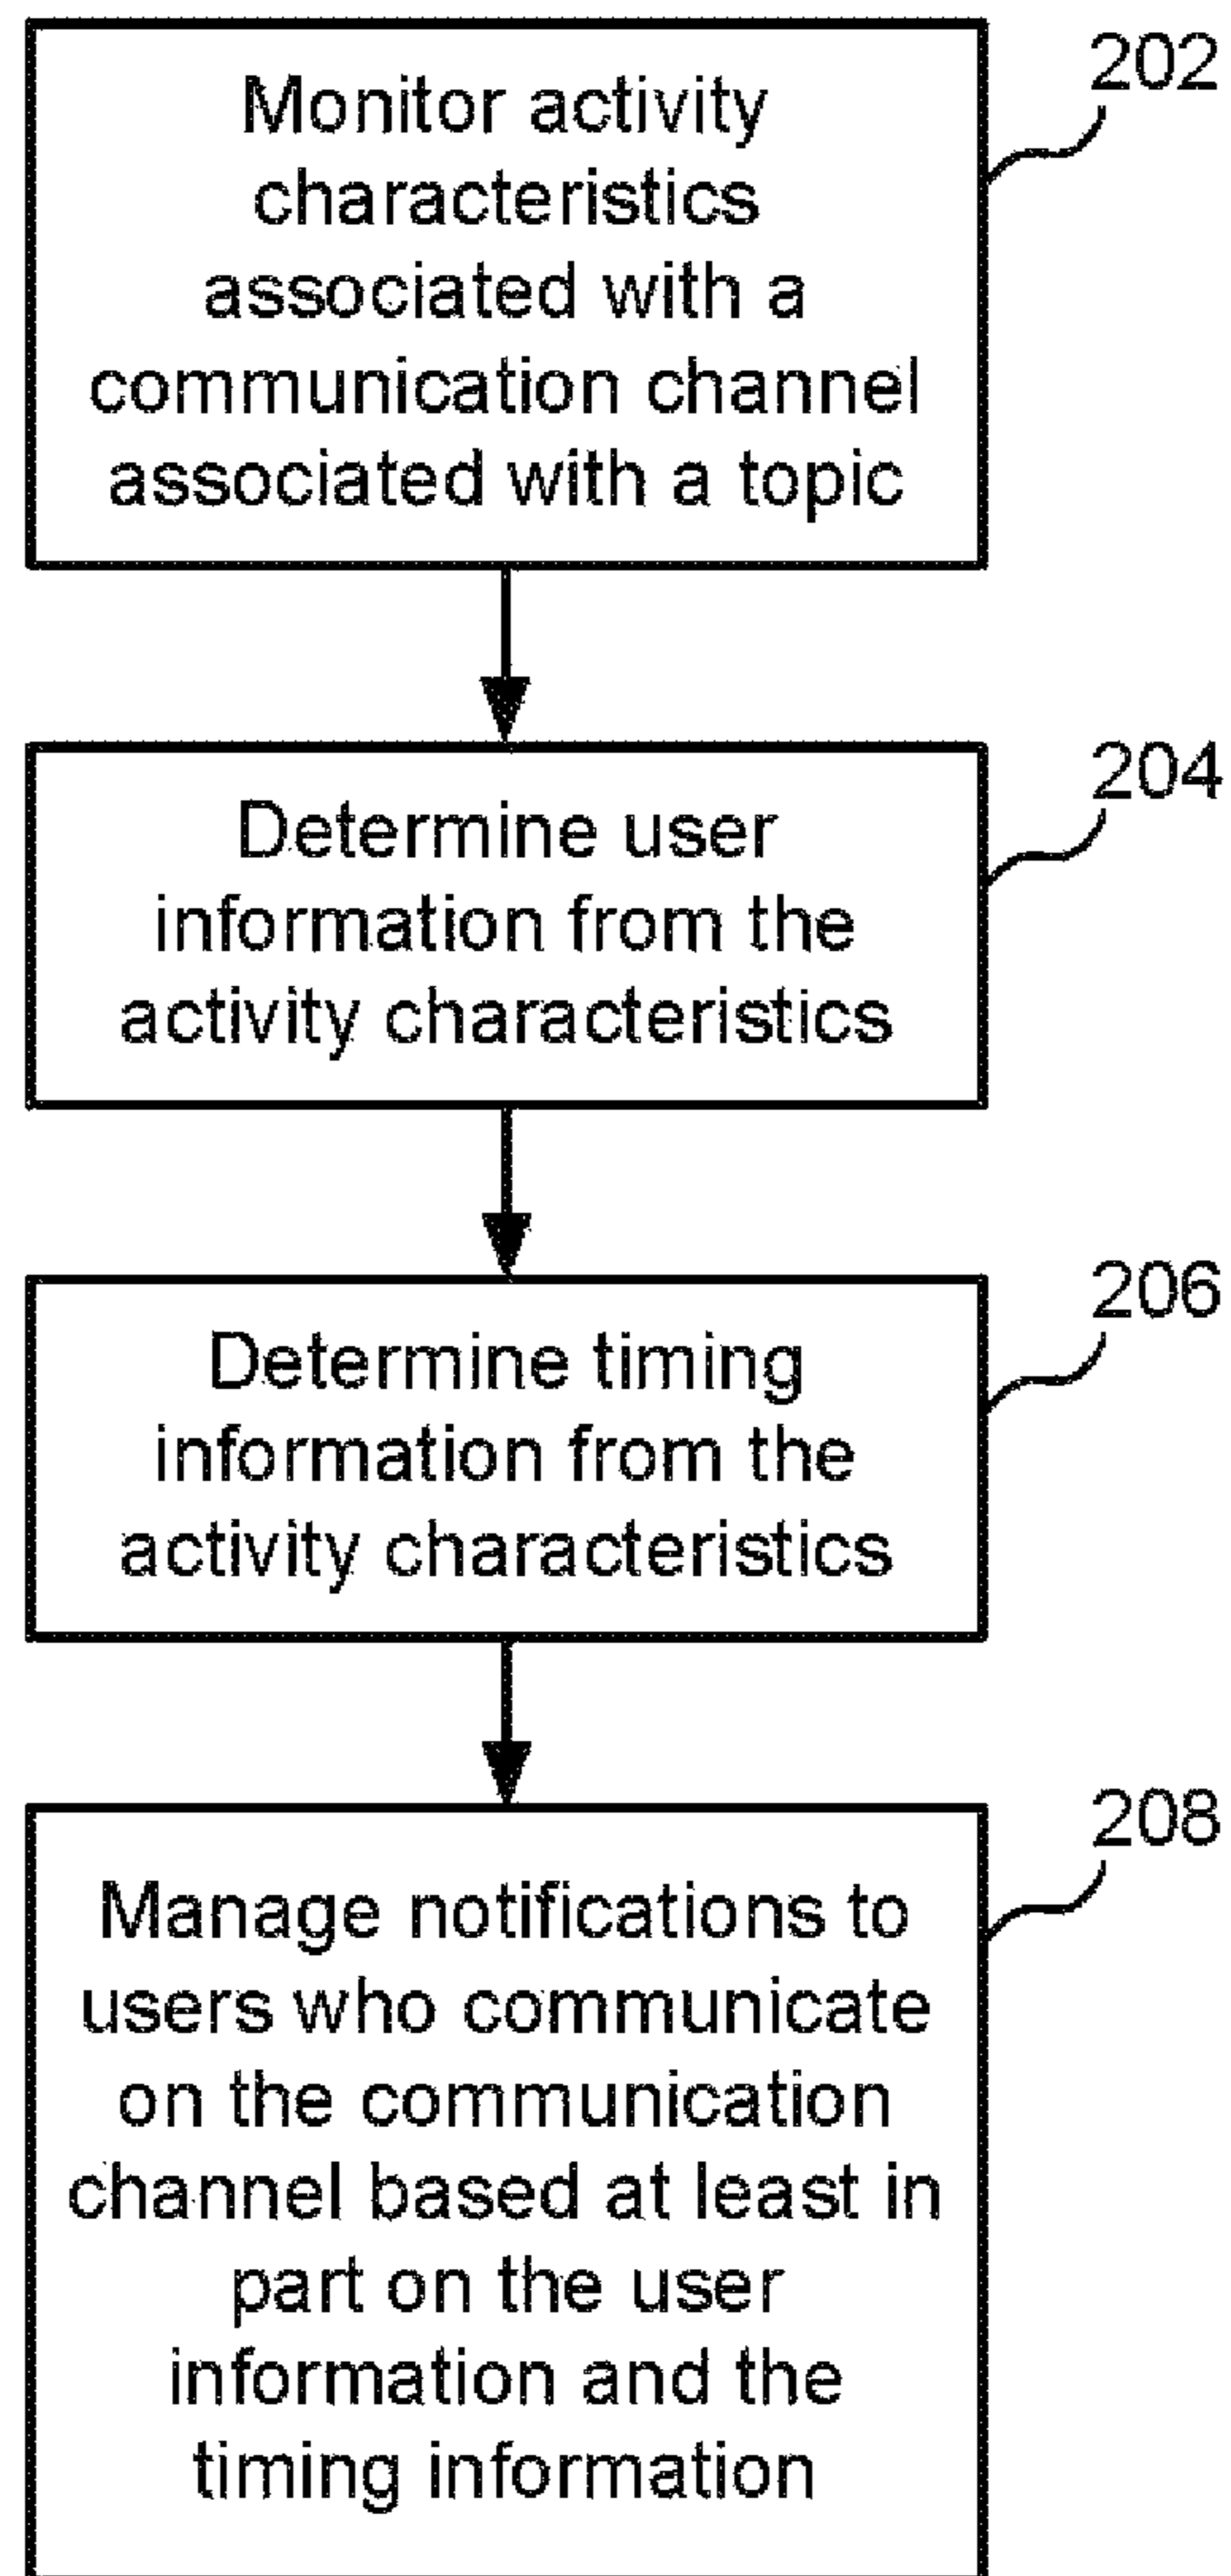 Monitor activity
characteristics
associated with a
communication channel
associated with a topic
202
Determine user
information from the
activity characteristics
204
Determine timing
information from the
activity characteristics
206
Manage notifications to
users who communicate
on the communication
channel based at least in
part on the user
information and the
timing information
208